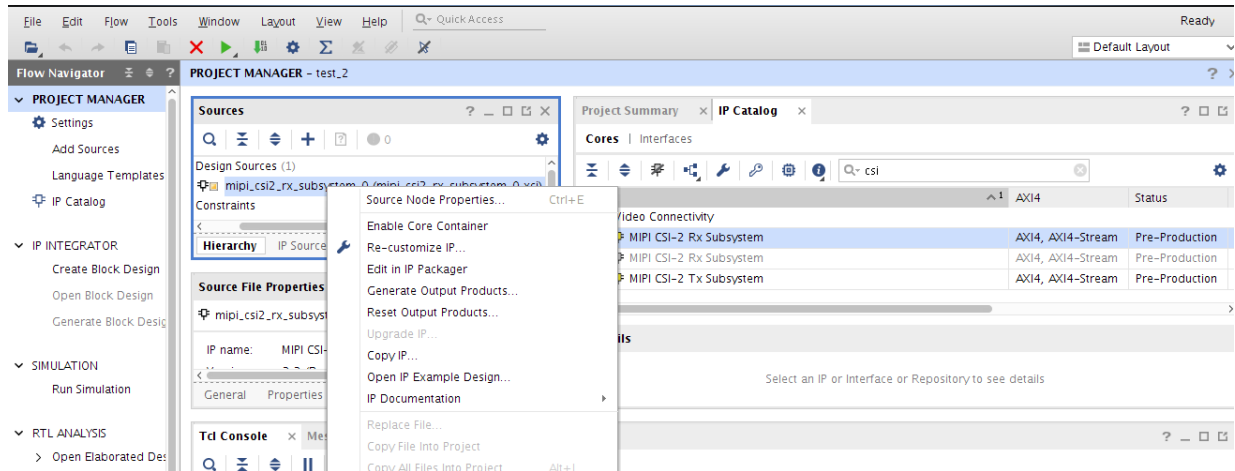 File Edit Flow Tools Window Layout View Help Quick Access Ready
Default Layout
Flow Navigator ? PROJECT MANAGER - test_2 ?
PROJECT MANAGER
Settings
Add Sources
Language Templates
IP Catalog
IP INTEGRATOR
Create Block Design
Open Block Design
Generate Block Desig
SIMULATION
Run Simulation
RTL ANALYSIS
Open Elaborated Des
Sources ?
0
Design Sources (1)
mipi_csi2_rx_subsystem_0 (mipi_csi2_rx_subsystem_0.xci)
Constraints
Hierarchy IP Source
Source File Properties
mipi_csi2_rx_subsyst
IP name: MIPI CSI-
General Properties
Tcl Console Mes
Source Node Properties... Ctrl+E
Enable Core Container
Re-customize IP...
Edit in IP Packager
Generate Output Products...
Reset Output Products...
Upgrade IP...
Copy IP...
Open IP Example Design...
IP Documentation
Replace File...
Copy File Into Project
Copy All Files Into Project Alt+I
Project Summary IP Catalog ?
Cores | Interfaces
csi
1 AXI4 Status
Video Connectivity
MIPI CSI-2 Rx Subsystem AXI4, AXI4-Stream Pre-Production
MIPI CSI-2 Rx Subsystem AXI4, AXI4-Stream Pre-Production
MIPI CSI-2 Tx Subsystem AXI4, AXI4-Stream Pre-Production
ils
Select an IP or Interface or Repository to see details
?